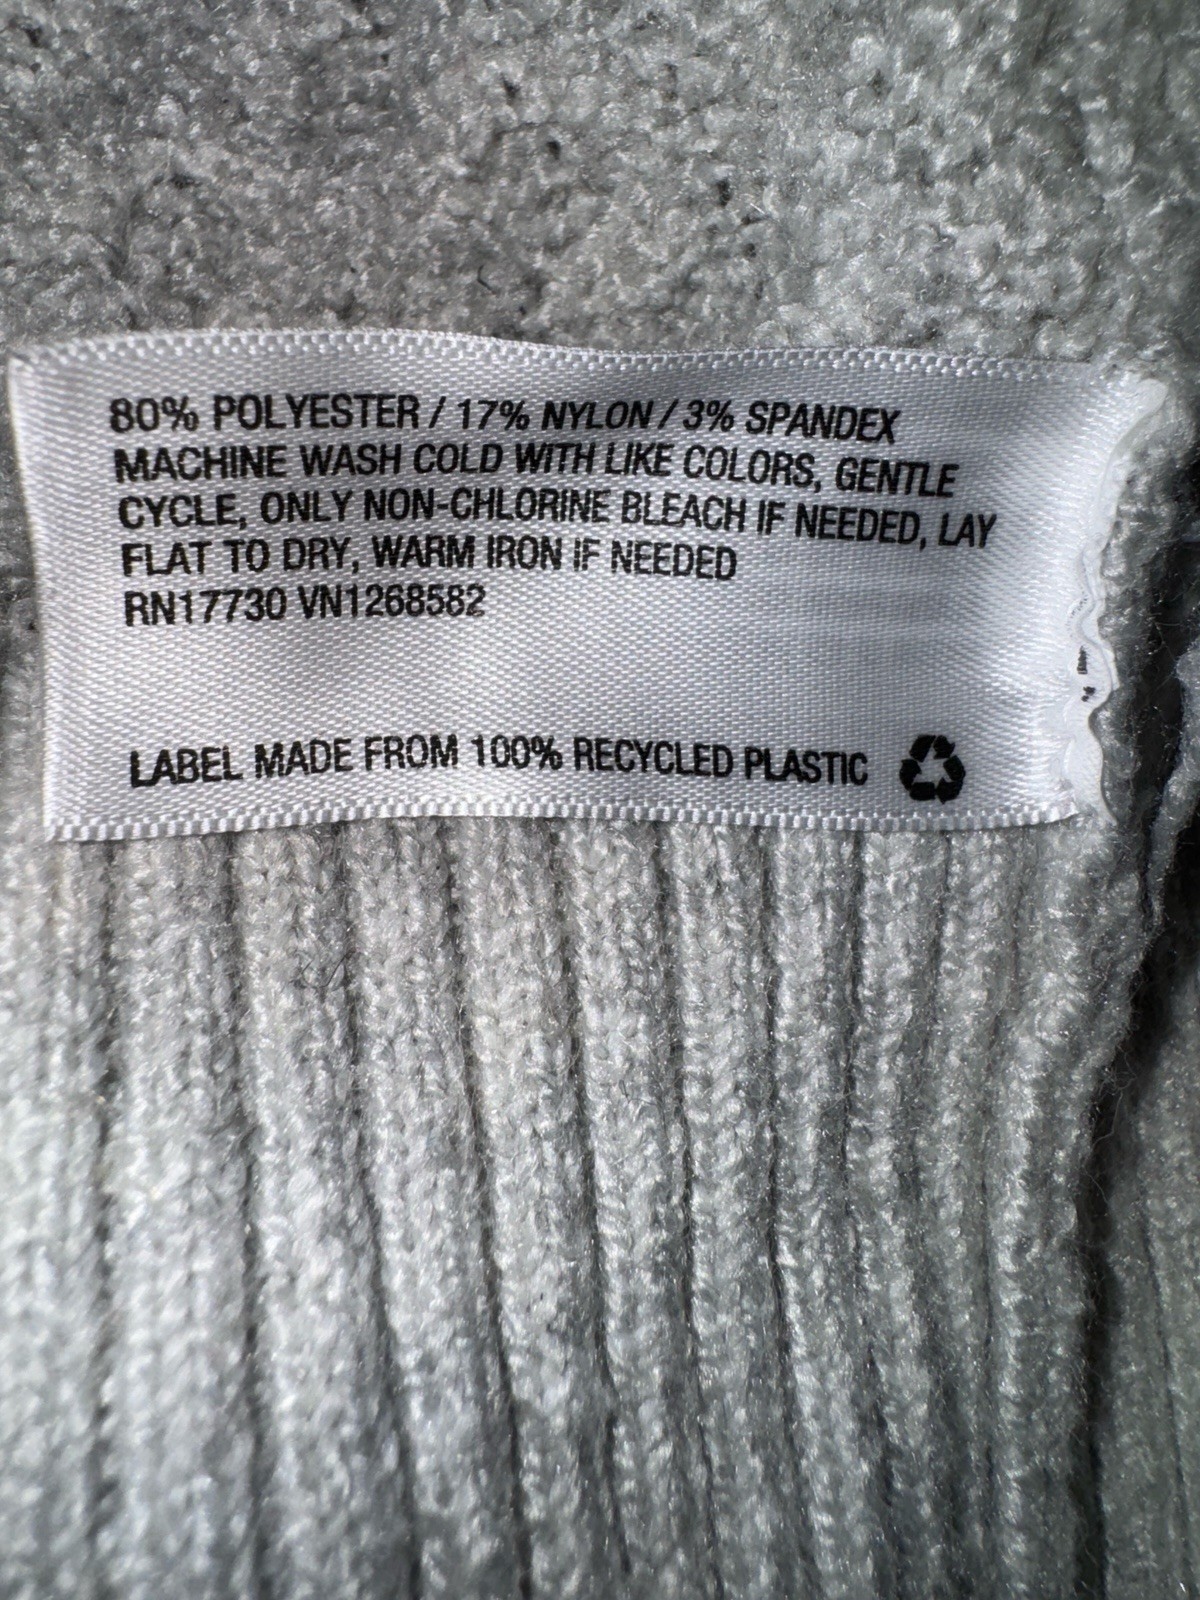 80% POLYESTER / 17% NYLON / 3% SPANDEX
MACHINE WASH COLD WITH LIKE COLORS, GENTLE
CYCLE, ONLY NON-CHLORINE BLEACH IF NEEDED, LAY
FLAT TO DRY, WARM IRON IF NEEDED
RN17730 VN1268582
LABEL MADE FROM 100% RECYCLED PLASTIC